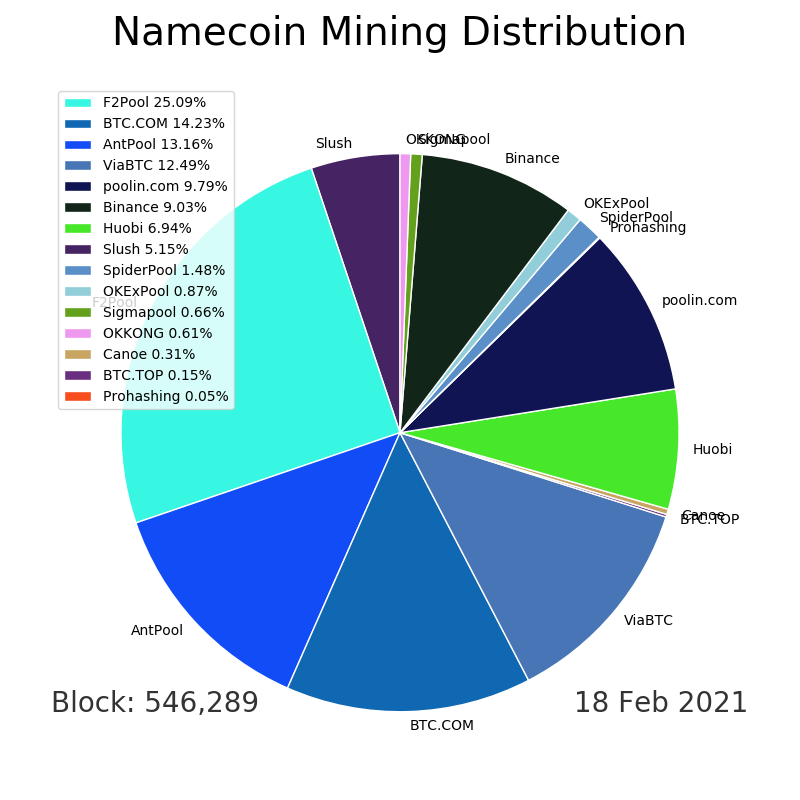 Namecoin Mining Distribution
F2Pool 25.09%
BTC.COM 14.23%
AntPool 13.16%
ViaBTC 12.49%
poolin.com 9.79%
Binance 9.03%
Huobi 6.94%
Slush 5.15%
SpiderPool 1.48%
OKExPool 0.87%
Sigmapool 0.66%
OKKONG 0.61%
Canoe 0.31%
BTC.TOP 0.15%
Prohashing 0.05%
OKKONG
Sigmapool
Slush
Binance
OKExPool
SpiderPool
Prohashing
poolin.com
F2Pool
Huobi
Canoe
BTC.TOP
ViaBTC
AntPool
BTC.COM
Block: 546,289
18 Feb 2021